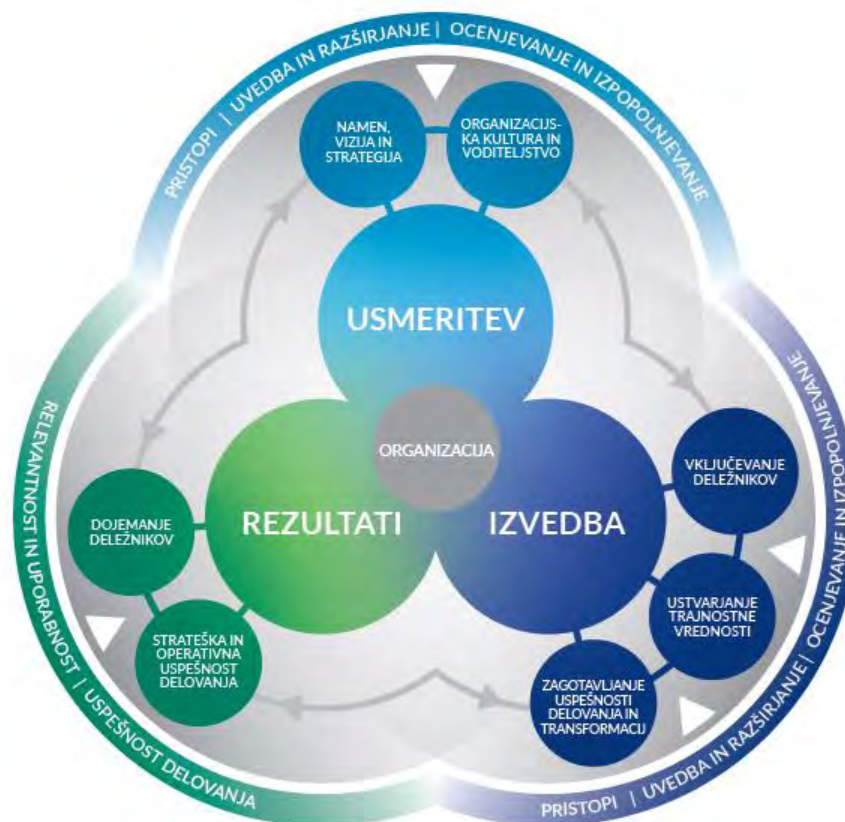 PRISTOPI | UVEDBA IN RAZŠIRJANJE | OCENJEVANJE IN IZPOPOLNJEVANJE
NAMEN,
VIZIJA IN
STRATEGIJA
ORGANIZACIJS-
KA KULTURA IN
VODITELJSTVO
USMERITEV
ORGANIZACIJA
REZULTATI
IZVEDBA
DOJEMANJE
DELEŽNIKOV
STRATEŠKA IN
OPERATIVNA
USPEŠNOST
DELOVANJA
VKLJUČEVANJE
DELEŽNIKOV
USTVARJANJE
TRAJNOSTNE
VREDNOSTI
ZAGOTAVLJANJE
USPEŠNOSTI
DELOVANJA IN
TRANSFORMACIJ
RELEVANTNOST IN UPORABNOST | USPEŠNOST DELOVANJA
PRISTOPI | UVEDBA IN RAZŠIRJANJE | OCENJEVANJE IN IZPOPOLNJEVANJE